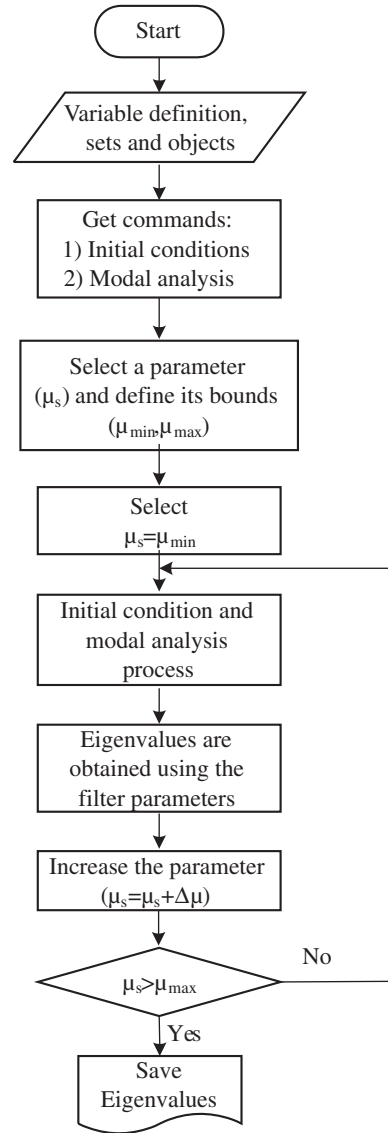 Start
Variable definition,
sets and objects
Get commands:
1) Initial conditions
2) Modal analysis
Select a parameter
(μs) and define its bounds
(μmin,μmax)
Select
μs=μmin
Initial condition and
modal analysis
process
Eigenvalues are
obtained using the
filter parameters
Increase the parameter
(μs=μs+Δμ)
μs>μmax
No
Yes
Save
Eigenvalues